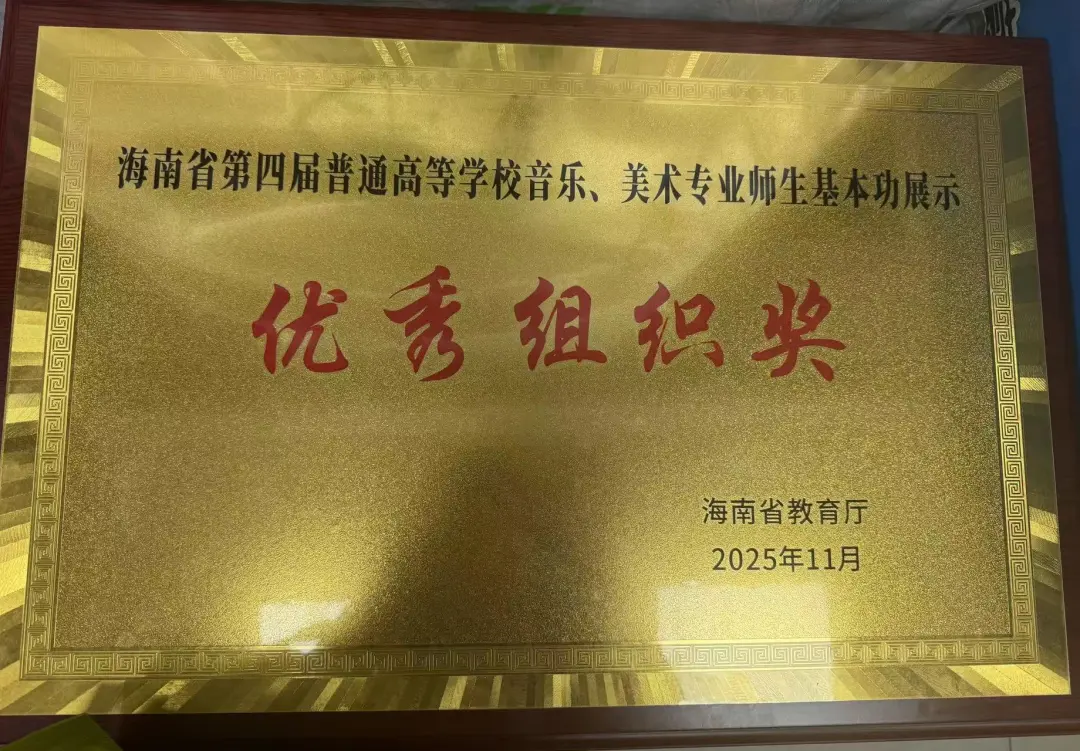 海南省第四届普通高等学校音乐、美术专业师生基本功展示
优秀组织奖
海南省教育厅
2025年11月